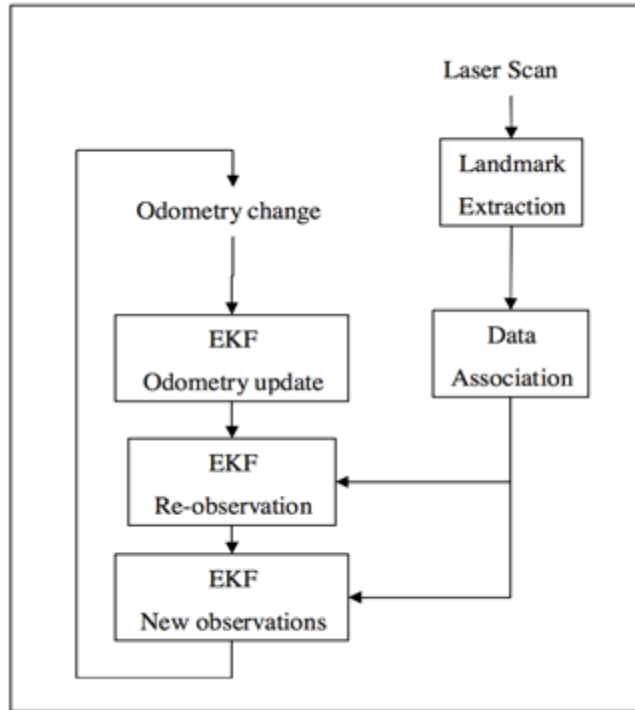 Laser Scan
Landmark
Extraction
Odometry change
EKF
Odometry update
Data
Association
EKF
Re-observation
EKF
New observations